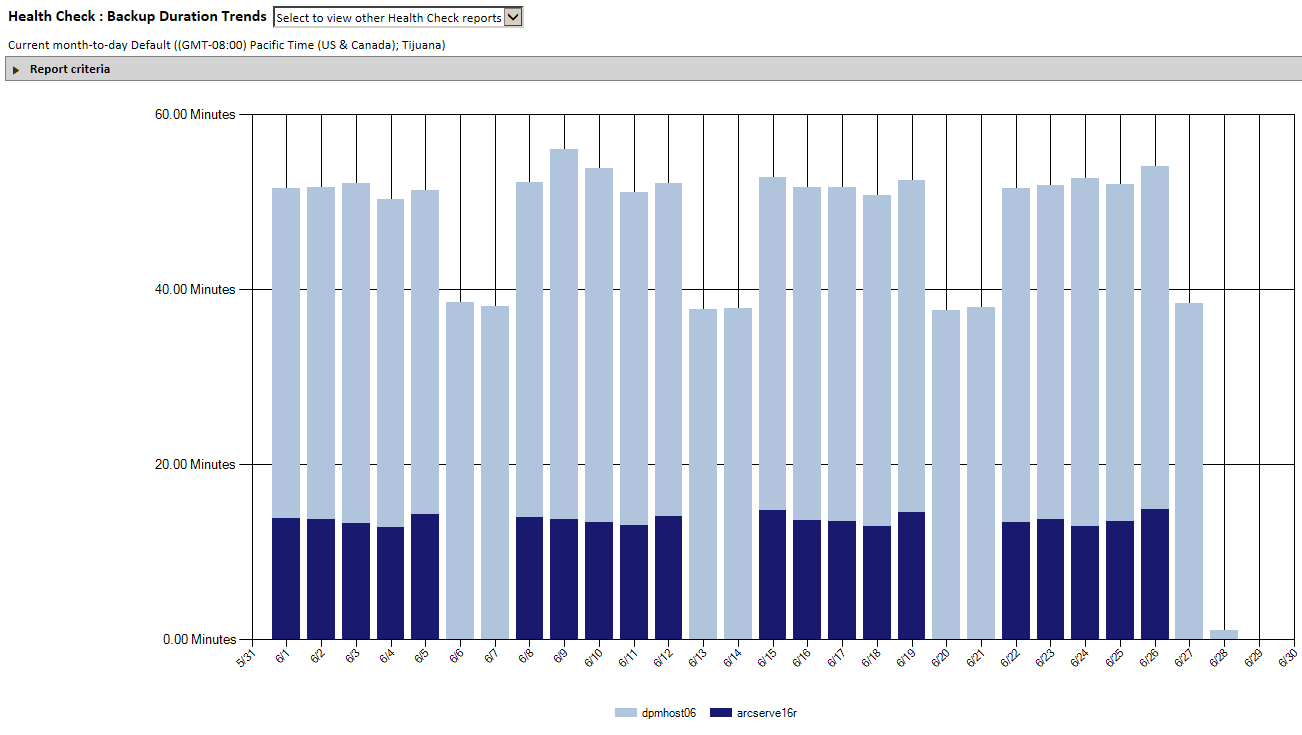 Health Check : Backup Duration Trends Select to view other Health Check reports
Current month-to-day Default ((GMT-08:00) Pacific Time (US & Canada); Tijuana)
Report criteria
60.00 Minutes
40.00 Minutes
20.00 Minutes
0.00 Minutes
5/31 6/1 6/2 6/3 6/4 6/5 6/6 6/7 6/8 6/9 6/10 6/11 6/12 6/13 6/14 6/15 6/16 6/17 6/18 6/19 6/20 6/21 6/22 6/23 6/24 6/25 6/26 6/27 6/28 6/29 6/30
dpmhost06 arcserve16r